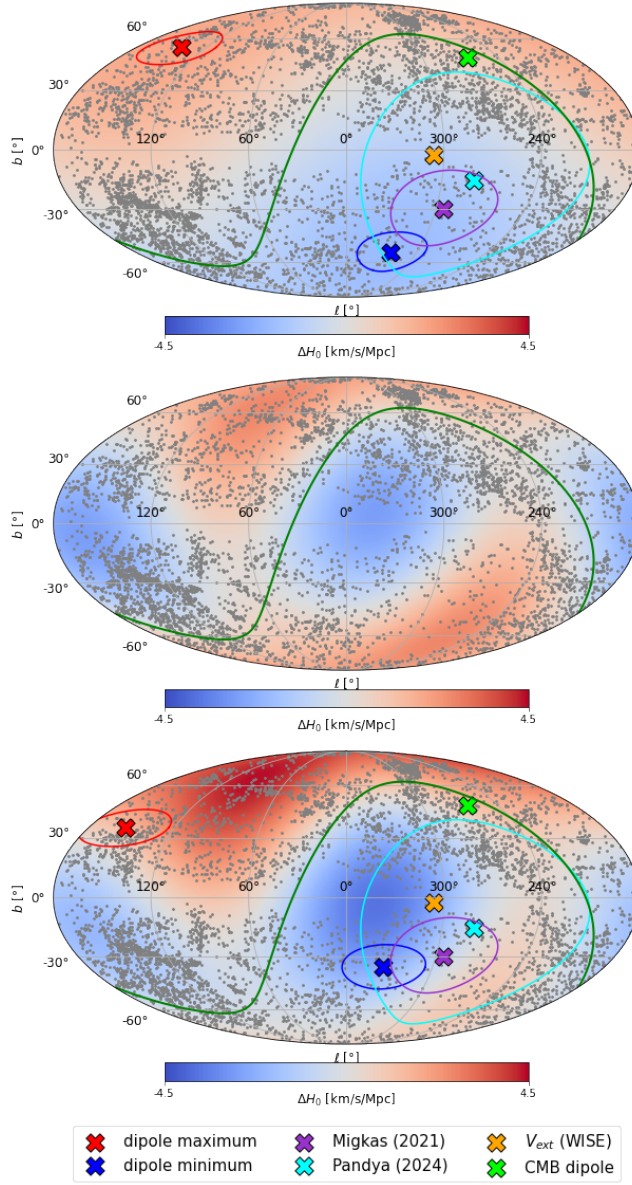 60°
30°
120° 60° 0° 300° 240°
b [°] 0°
-30°
-60°
ℓ [°]
-4.5 4.5
ΔH₀ [km/s/Mpc]
60°
30°
120° 60° 0° 300° 240°
b [°] 0°
-30°
-60°
ℓ [°]
-4.5 4.5
ΔH₀ [km/s/Mpc]
60°
30°
120° 60° 0° 300° 240°
b [°] 0°
-30°
-60°
ℓ [°]
-4.5 4.5
ΔH₀ [km/s/Mpc]
dipole maximum Migkas (2021) V_ext (WISE)
dipole minimum Pandya (2024) CMB dipole